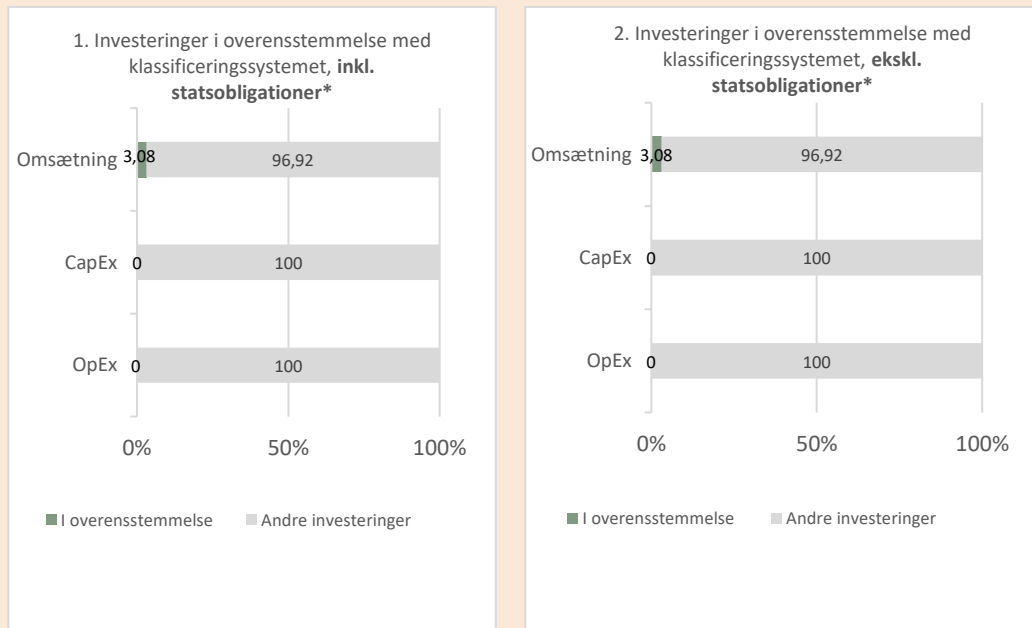 1. Investeringer i overensstemmelse med
klassificeringssystemet, inkl.
statsobligationer*
Omsætning 3,08 96,92
CapEx 0 100
OpEx 0 100
0% 50% 100%
I overensstemmelse Andre investeringer
2. Investeringer i overensstemmelse med
klassificeringssystemet, ekskl.
statsobligationer*
Omsætning 3,08 96,92
CapEx 0 100
OpEx 0 100
0% 50% 100%
I overensstemmelse Andre investeringer